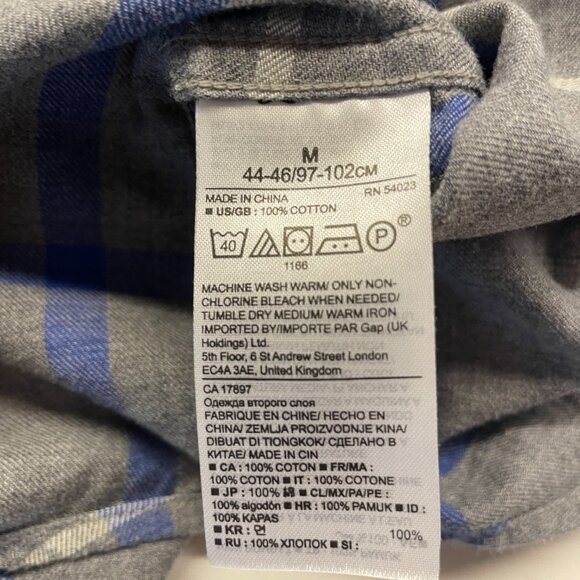 M
44-46/97-102CM
MADE IN CHINA RN 54023
■ US/GB : 100% COTTON
40 P ®
1166
MACHINE WASH WARM/ ONLY NON-
CHLORINE BLEACH WHEN NEEDED/
TUMBLE DRY MEDIUM/ WARM IRON
IMPORTED BY/IMPORTE PAR Gap (UK
Holdings) Ltd.
5th Floor, 6 St Andrew Street London
EC4A 3AE, United Kingdom
CA 17897
Одежда второго слоя
FABRIQUE EN CHINE/ HECHO EN
CHINA/ ZEMLJA PROIZVODNJE KINA/
DIBUAT DI TIONGKOK/ СДЕЛАНО В
КИТАЕ/ MADE IN CIN
■ CA : 100% COTON ■ FR/MA :
100% COTON ■ IT : 100% COTONE
■ JP : 100% 綿 ■ CL/MX/PA/PE :
100% algodón ■ HR : 100% PAMUK ■ ID :
100% KAPAS
■ KR : 면 100%
■ RU : 100% ХЛОПОК ■ SI :